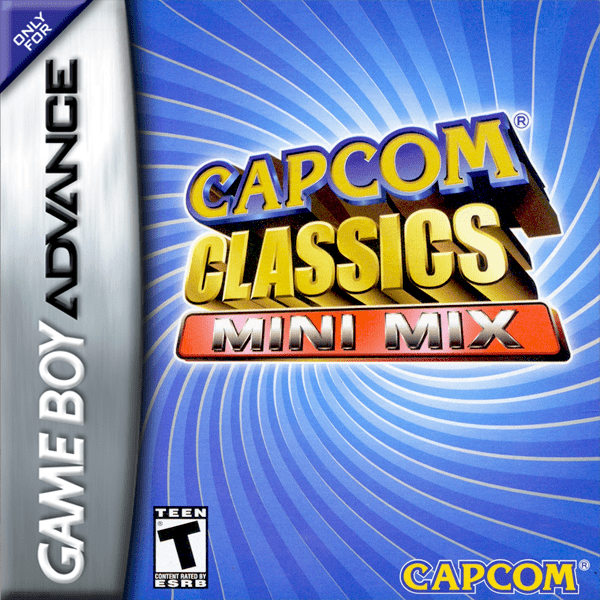 ONLY
FOR
GAME BOY ADVANCE
CAPCOM®
CLASSICS
MINI MIX
TEEN
T
CONTENT RATED BY
ESRB
CAPCOM®